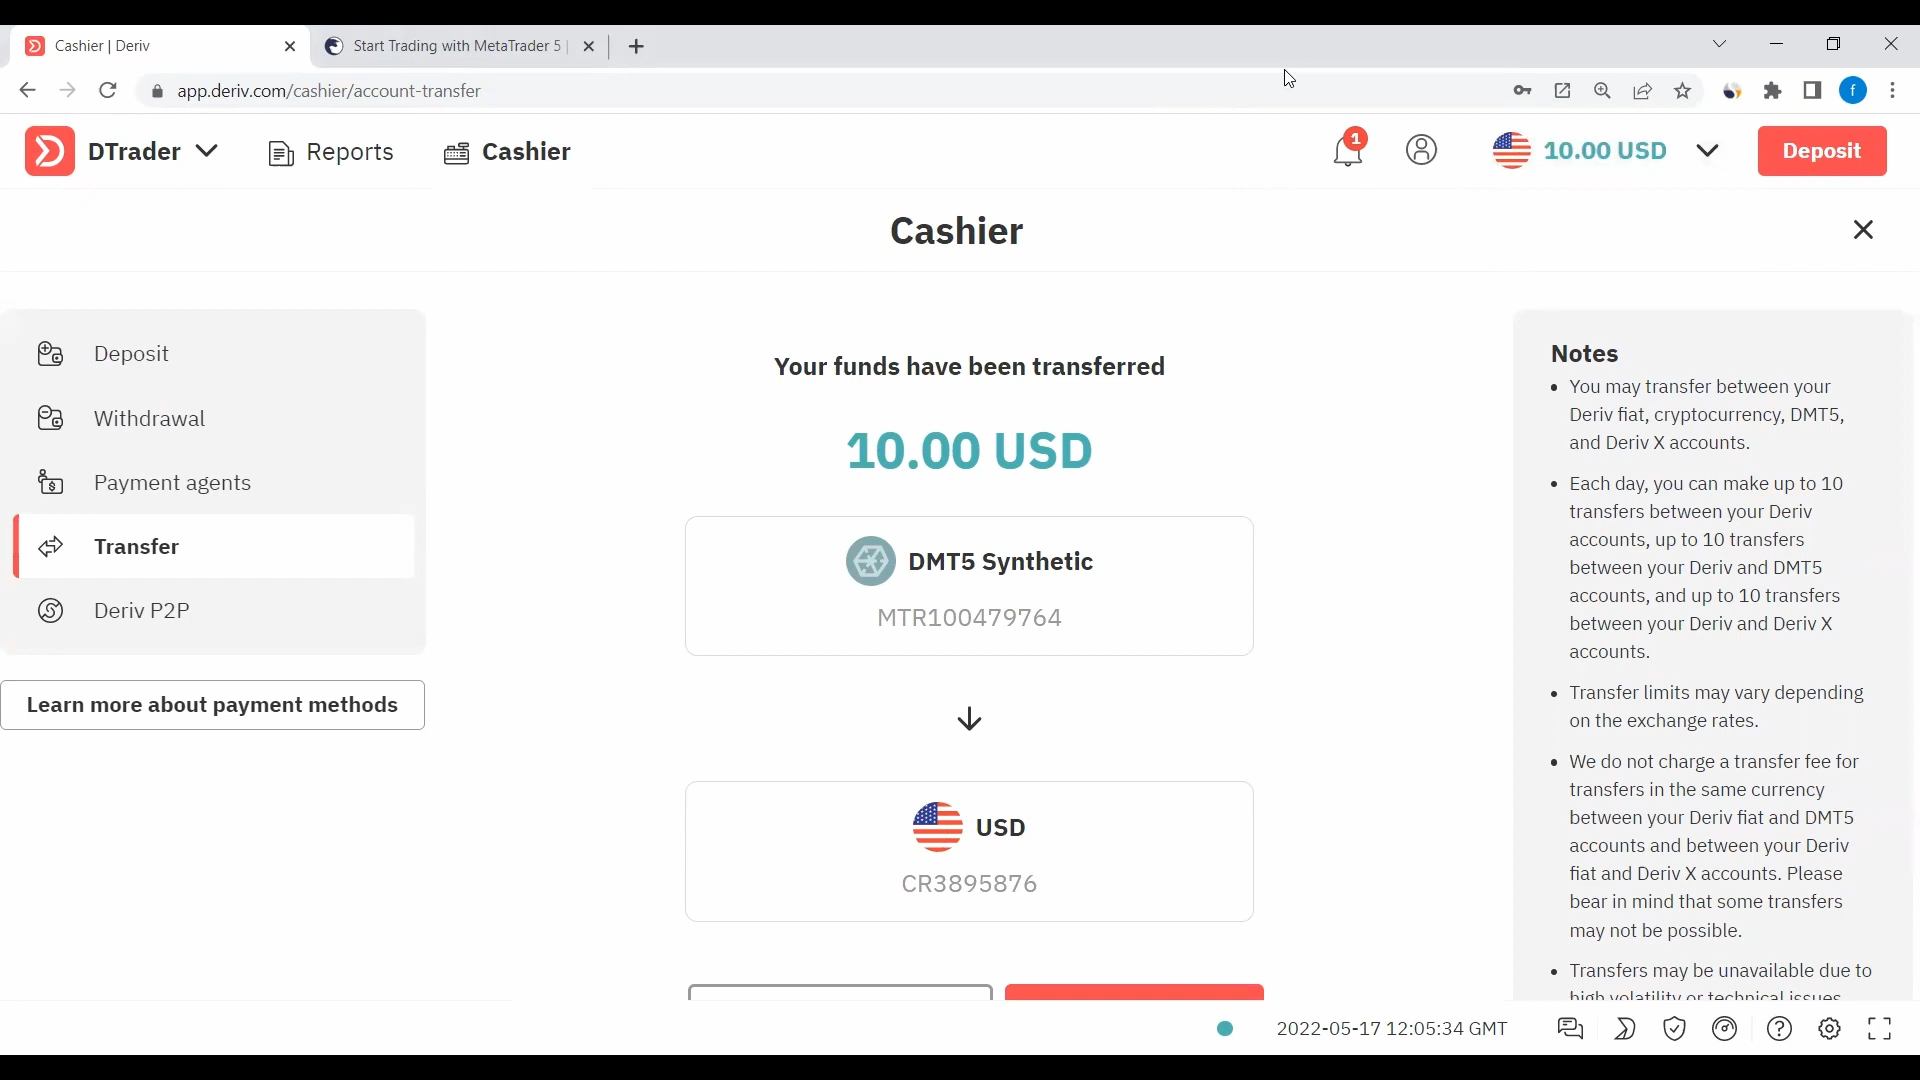 Cashier | Deriv
Start Trading with MetaTrader 5 |
app.deriv.com/cashier/account-transfer
f
DTrader
Reports
Cashier
1
10.00 USD
Deposit
Cashier
Deposit
Withdrawal
Payment agents
Transfer
Deriv P2P
Learn more about payment methods
Your funds have been transferred
10.00 USD
DMT5 Synthetic
MTR100479764
USD
CR3895876
Notes
• You may transfer between your
Deriv fiat, cryptocurrency, DMT5,
and Deriv X accounts.
• Each day, you can make up to 10
transfers between your Deriv
accounts, up to 10 transfers
between your Deriv and DMT5
accounts, and up to 10 transfers
between your Deriv and Deriv X
accounts.
• Transfer limits may vary depending
on the exchange rates.
• We do not charge a transfer fee for
transfers in the same currency
between your Deriv fiat and DMT5
accounts and between your Deriv
fiat and Deriv X accounts. Please
bear in mind that some transfers
may not be possible.
• Transfers may be unavailable due to
high volatility or technical issues
2022-05-17 12:05:34 GMT